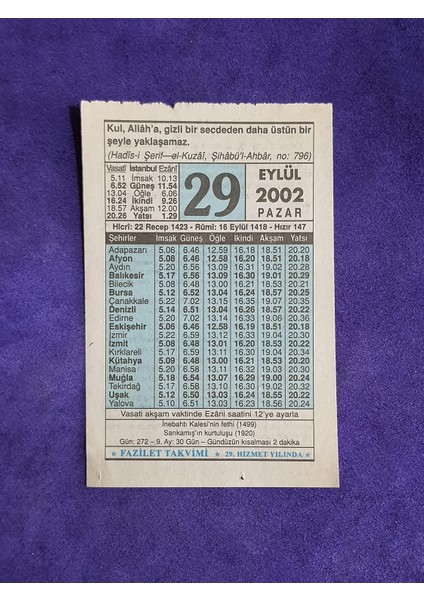 Kul, Allâh'a, gizli bir secdeden daha üstün bir
şeyle yaklaşamaz.
(Hadîs-i Şerîf—el-Kuzâî, Şihâbü'l-Ahbâr, no: 796)
Vasatî İstanbul Ezânî
5.11 İmsak 10.13
6.52 Güneş 11.54
13.04 Öğle 6.06
16.24 İkindi 9.26
18.57 Akşam 12.00
20.26 Yatsı 1.29
29
EYLÜL
2002
PAZAR
Hicrî: 22 Recep 1423 - Rûmî: 16 Eylül 1418 - Hızır 147
Şehirler İmsak Güneş Öğle İkindi Akşam Yatsı
Adapazarı 5.06 6.46 12.59 16.18 18.51 20.20
Afyon 5.08 6.46 12.58 16.20 18.51 20.18
Aydın 5.20 6.56 13.09 16.31 19.02 20.28
Balıkesir 5.17 6.56 13.09 16.30 19.01 20.29
Bilecik 5.08 6.48 13.00 16.21 18.53 20.21
Bursa 5.12 6.52 13.04 16.24 18.57 20.25
Çanakkale 5.22 7.02 13.15 16.35 19.07 20.35
Denizli 5.14 6.51 13.04 16.26 18.57 20.22
Edirne 5.20 7.02 13.14 16.33 19.06 20.36
Eskişehir 5.06 6.46 12.58 16.19 18.51 20.18
İzmir 5.22 6.59 13.12 16.33 19.04 20.30
İzmit 5.08 6.48 13.01 16.20 18.53 20.22
Kırklareli 5.17 6.59 13.11 16.30 19.04 20.33
Kütahya 5.09 6.48 13.00 16.21 18.53 20.20
Manisa 5.20 6.58 13.11 16.32 19.03 20.30
Muğla 5.18 6.54 13.07 16.29 19.00 20.24
Tekirdağ 5.17 6.58 13.10 16.30 19.03 20.32
Uşak 5.12 6.50 13.03 16.24 18.55 20.22
Yalova 5.10 6.51 13.03 16.23 18.56 20.24
Vasati akşam vaktinde Ezânî saatini 12'ye ayarla
İnebahtı Kalesi'nin fethi (1499)
Sarıkamış'ın kurtuluşu (1920)
Gün: 272 – 9. Ay: 30 Gün – Gündüzün kısalması 2 dakika
★ FAZİLET TAKVİMİ ★ 29. HİZMET YILINDA ★